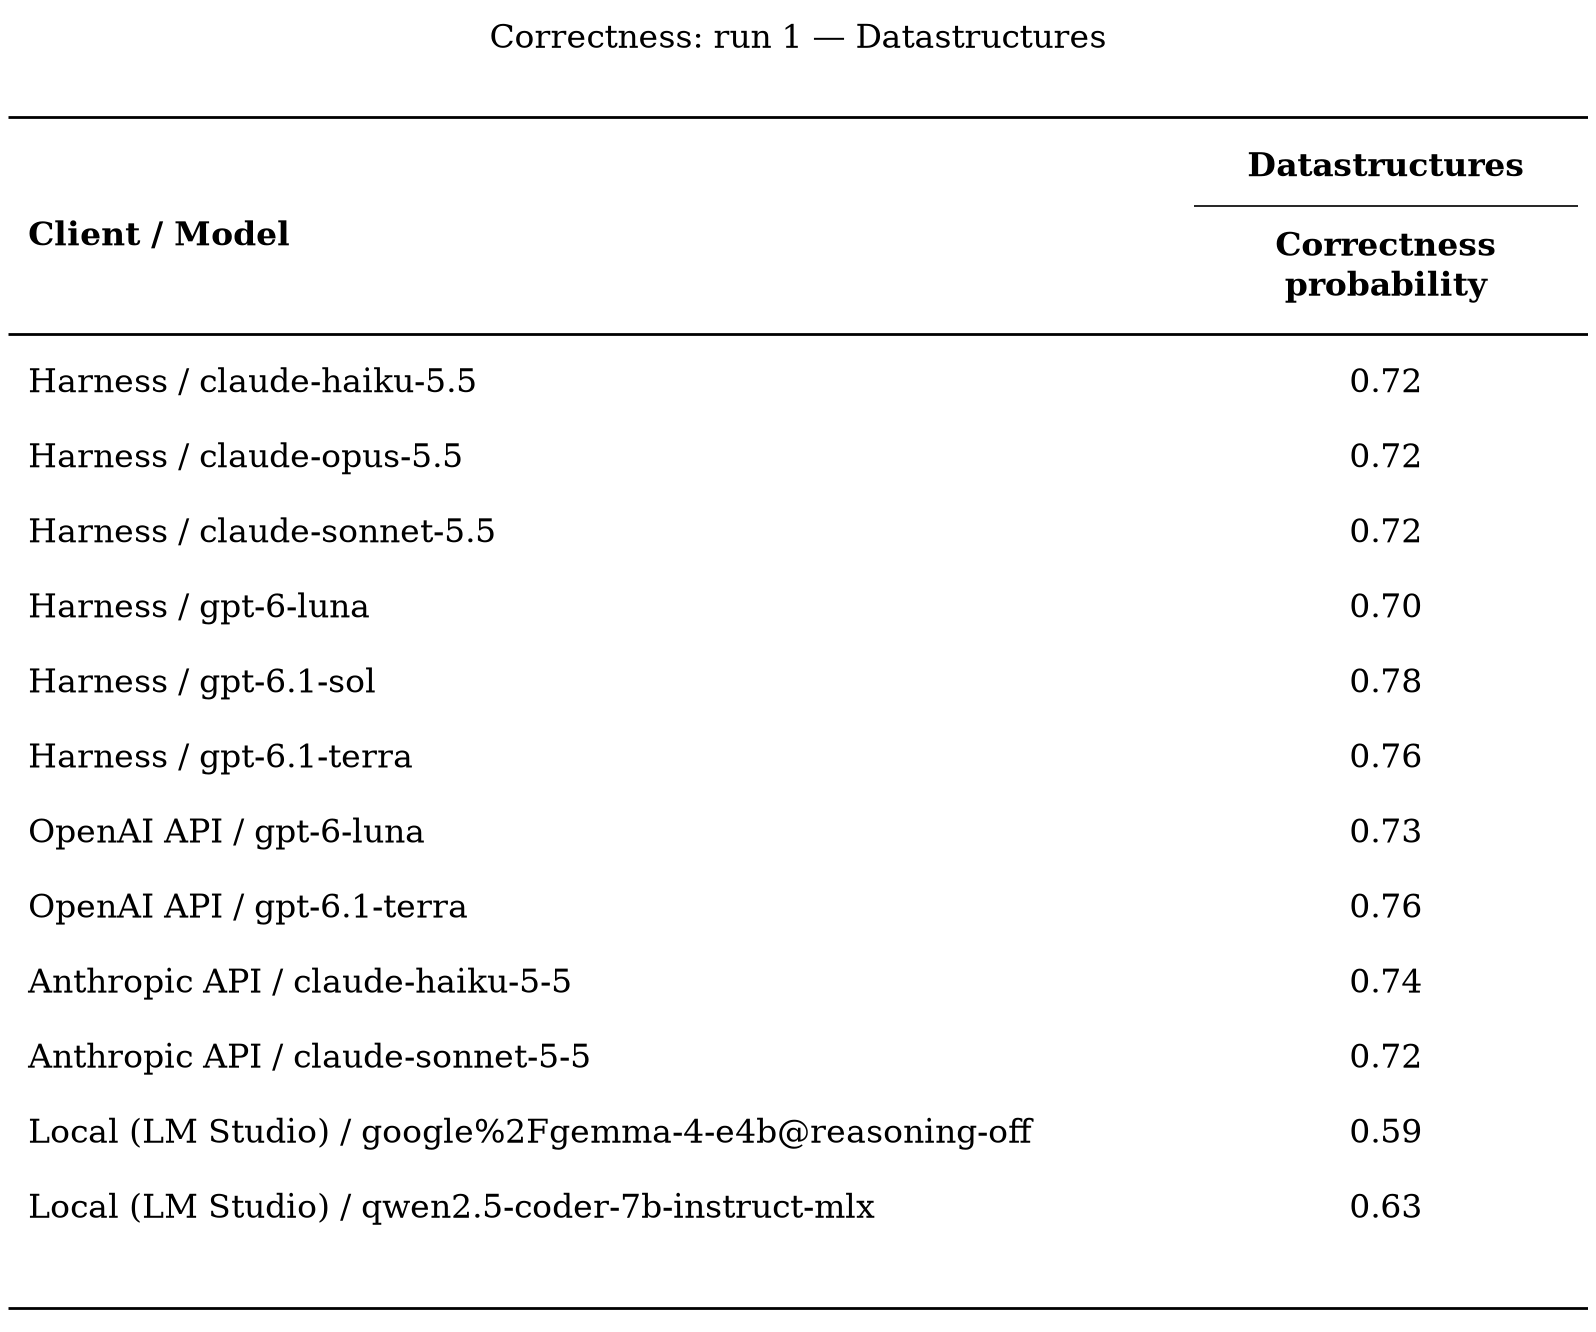 Correctness: run 1 — Datastructures
Datastructures
Client / Model
Correctness
probability
Harness / claude-haiku-5.5 0.72
Harness / claude-opus-5.5 0.72
Harness / claude-sonnet-5.5 0.72
Harness / gpt-6-luna 0.70
Harness / gpt-6.1-sol 0.78
Harness / gpt-6.1-terra 0.76
OpenAI API / gpt-6-luna 0.73
OpenAI API / gpt-6.1-terra 0.76
Anthropic API / claude-haiku-5-5 0.74
Anthropic API / claude-sonnet-5-5 0.72
Local (LM Studio) / google%2Fgemma-4-e4b@reasoning-off 0.59
Local (LM Studio) / qwen2.5-coder-7b-instruct-mlx 0.63